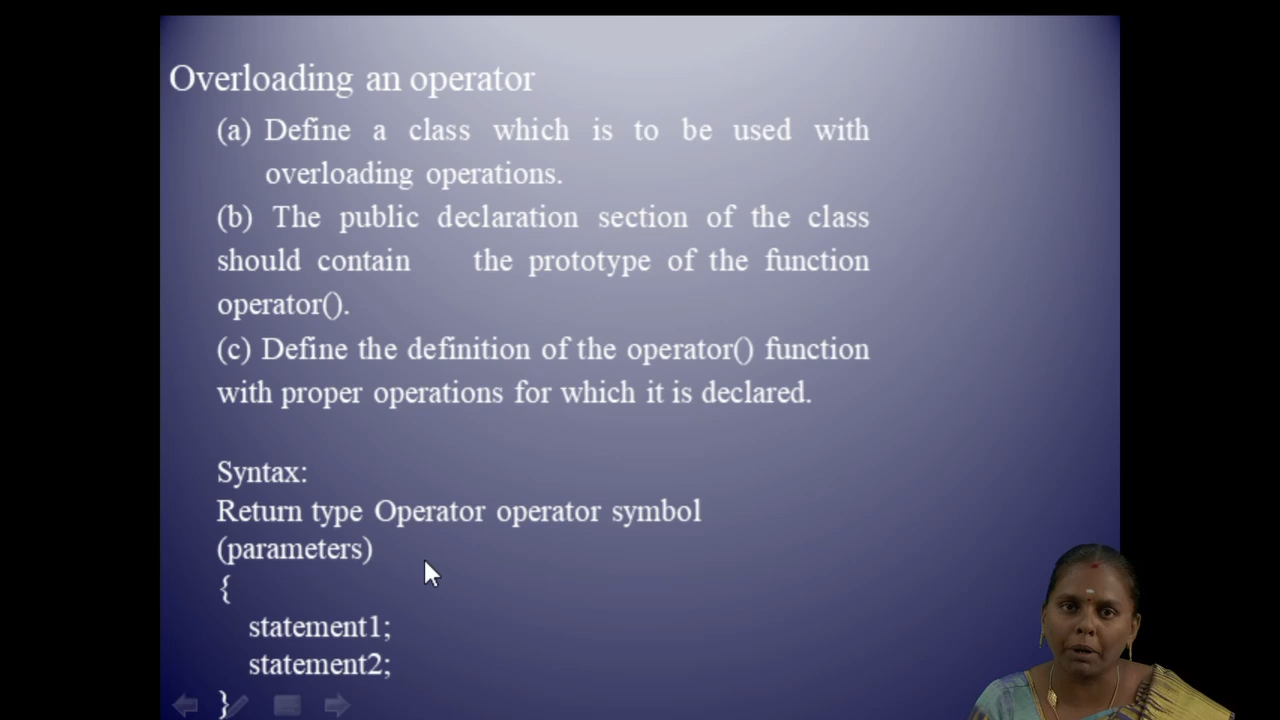 Overloading an operator
(a) Define a class which is to be used with
overloading operations.
(b) The public declaration section of the class
should contain the prototype of the function
operator().
(c) Define the definition of the operator() function
with proper operations for which it is declared.
Syntax:
Return type Operator operator symbol
(parameters)
{
statement1;
statement2;
}